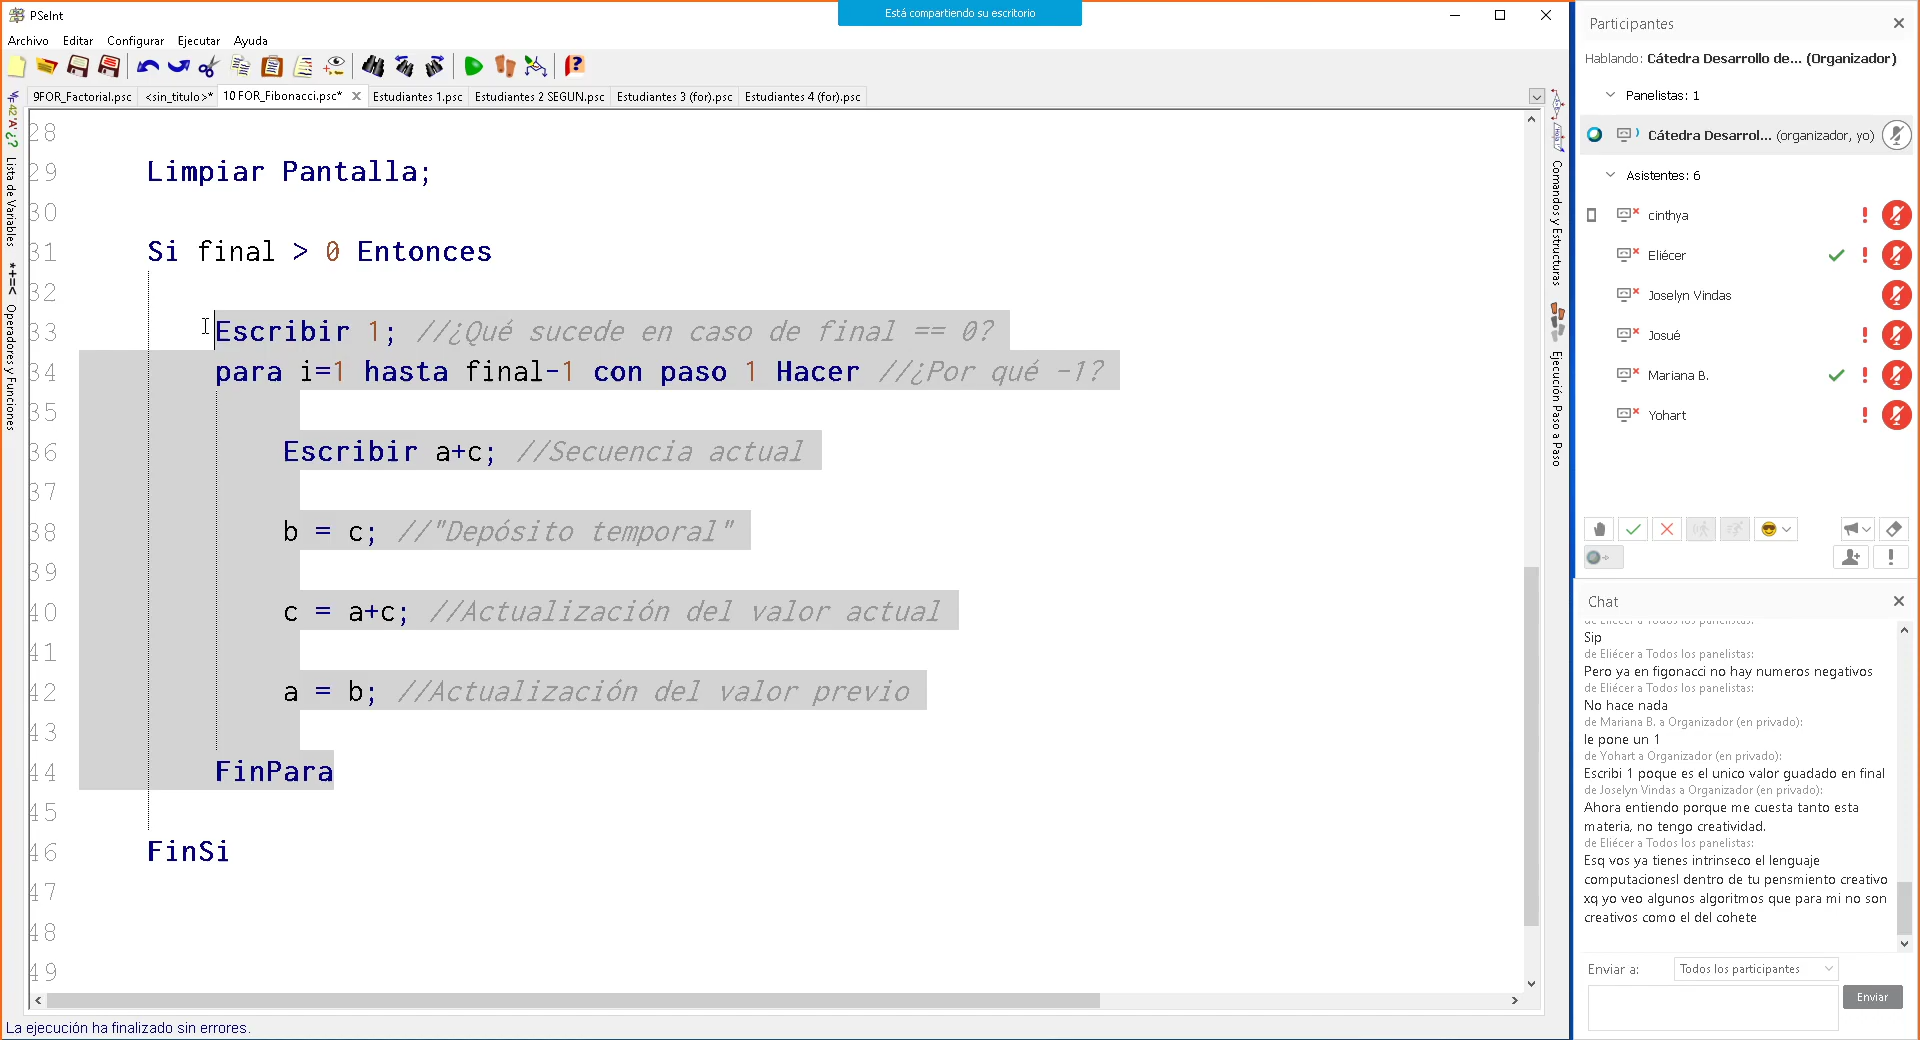 PSeInt
Está compartiendo su escritorio
Archivo Editar Configurar Ejecutar Ayuda
9FOR_Factorial.psc <sin_titulo>* 10 FOR_Fibonacci.psc* Estudiantes 1.psc Estudiantes 2 SEGUN.psc Estudiantes 3 (for).psc Estudiantes 4 (for).psc
Lista de Variables
Operadores y Funciones
28
29 Limpiar Pantalla;
30
31 Si final > 0 Entonces
32
33 Escribir 1; //¿Qué sucede en caso de final == 0?
34 para i=1 hasta final-1 con paso 1 Hacer //¿Por qué -1?
35
36 Escribir a+c; //Secuencia actual
37
38 b = c; //"Depósito temporal"
39
40 c = a+c; //Actualización del valor actual
41
42 a = b; //Actualización del valor previo
43
44 FinPara
45
46 FinSi
47
48
49
La ejecución ha finalizado sin errores.
Comandos y Estructuras
Ejecución Paso a Paso
Participantes
Hablando: Cátedra Desarrollo de... (Organizador)
Panelistas: 1
Cátedra Desarrol... (organizador, yo)
Asistentes: 6
cinthya
Eliécer
Joselyn Vindas
Josué
Mariana B.
Yohart
Chat
de Eliécer a Todos los panelistas:
Sip
de Eliécer a Todos los panelistas:
Pero ya en figonacci no hay numeros negativos
de Eliécer a Todos los panelistas:
No hace nada
de Mariana B. a Organizador (en privado):
le pone un 1
de Yohart a Organizador (en privado):
Escribi 1 poque es el unico valor guadado en final
de Joselyn Vindas a Organizador (en privado):
Ahora entiendo porque me cuesta tanto esta
materia, no tengo creatividad.
de Eliécer a Todos los panelistas:
Esq vos ya tienes intrinseco el lenguaje
computacionesl dentro de tu pensmiento creativo
xq yo veo algunos algoritmos que para mi no son
creativos como el del cohete
Enviar a: Todos los participantes
Enviar